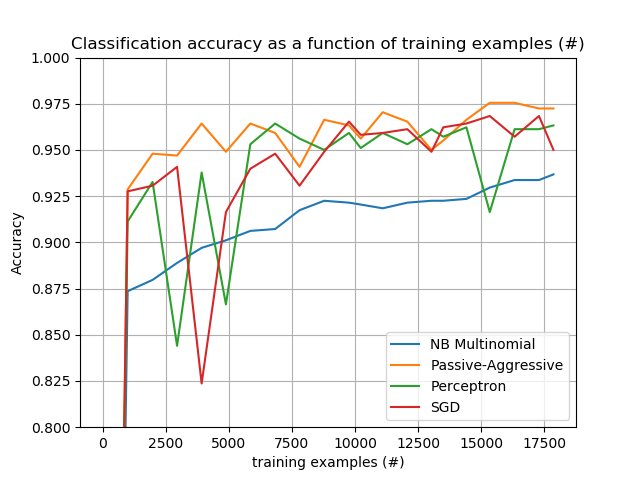 Classification accuracy as a function of training examples (#)
1.000
0.975
0.950
0.925
0.900
0.875
0.850
0.825
0.800
Accuracy
0
2500
5000
7500
10000
12500
15000
17500
training examples (#)
NB Multinomial
Passive-Aggressive
Perceptron
SGD